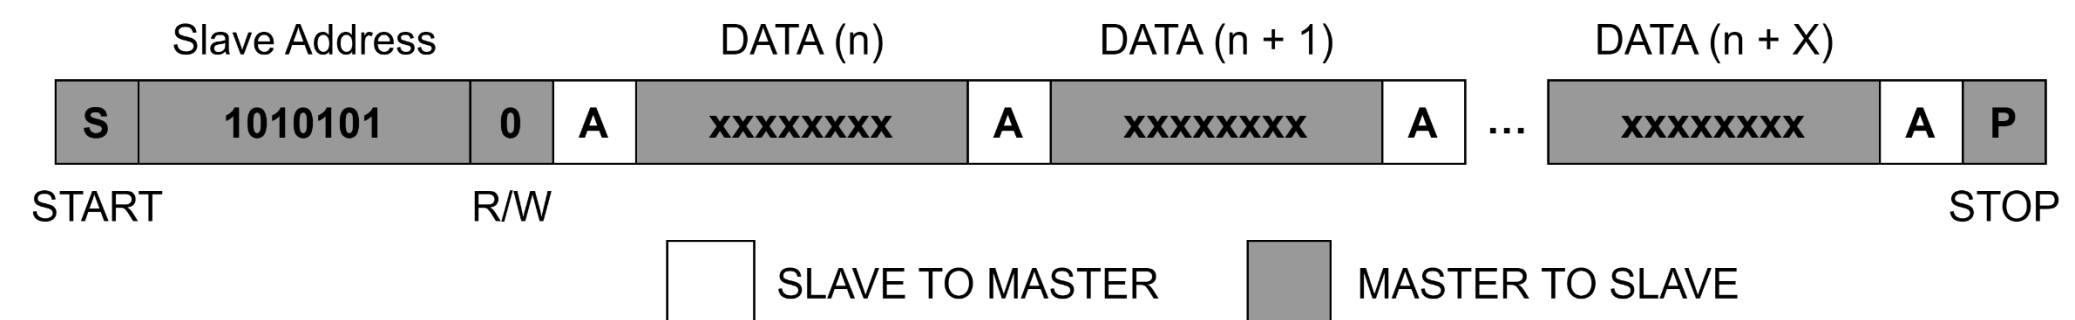 Slave Address DATA (n) DATA (n + 1) DATA (n + X)
S 1010101 0 A xxxxxxxx A xxxxxxxx A ... xxxxxxxx A P
START R/W STOP
SLAVE TO MASTER MASTER TO SLAVE